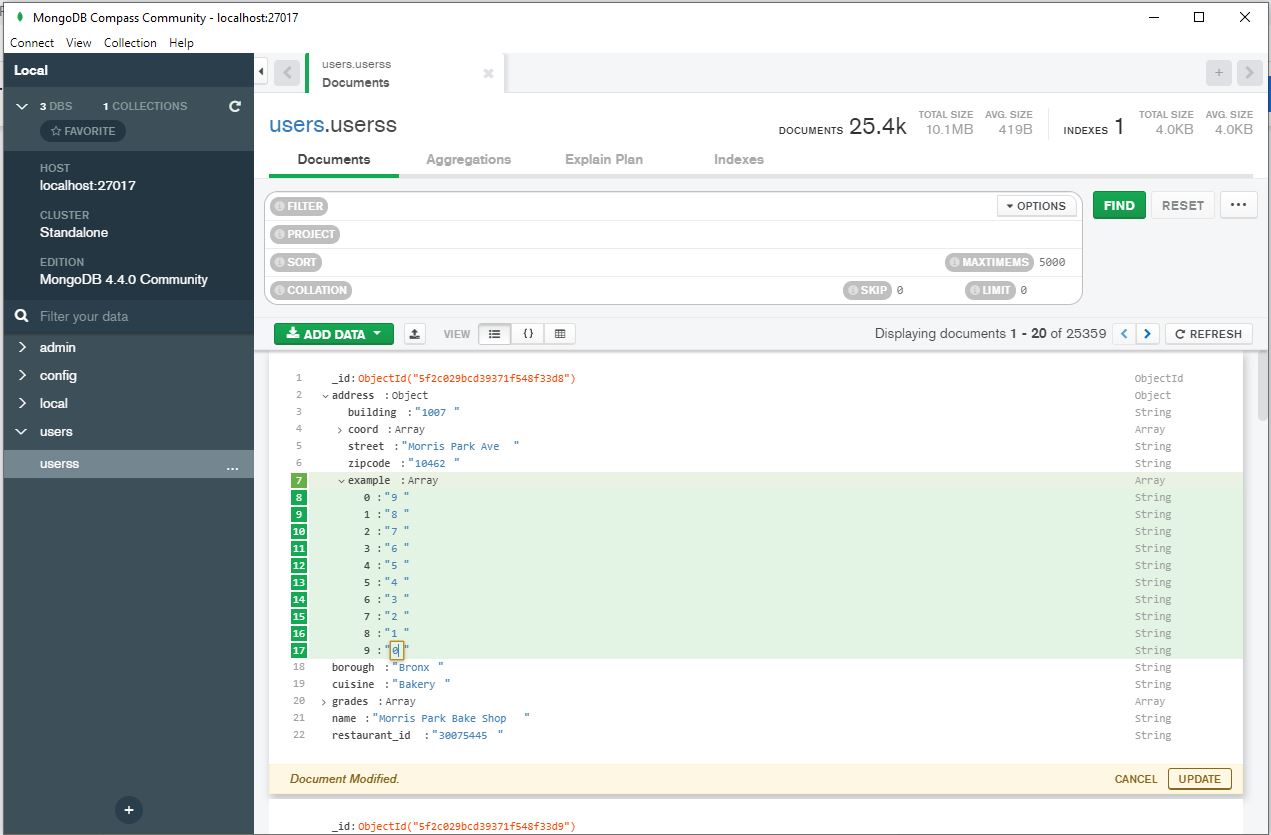 MongoDB Compass Community - localhost:27017
Connect View Collection Help
Local
3 DBS 1 COLLECTIONS
☆ FAVORITE
HOST
localhost:27017
CLUSTER
Standalone
EDITION
MongoDB 4.4.0 Community
Filter your data
admin
config
local
users
userss ...
users.userss
Documents
users.userss
DOCUMENTS 25.4k TOTAL SIZE 10.1MB AVG. SIZE 419B INDEXES 1 TOTAL SIZE 4.0KB AVG. SIZE 4.0KB
Documents Aggregations Explain Plan Indexes
FILTER OPTIONS FIND RESET ...
PROJECT
SORT MAXTIMEMS 5000
COLLATION SKIP 0 LIMIT 0
ADD DATA VIEW {} Displaying documents 1 - 20 of 25359 < > REFRESH
1 _id: ObjectId("5f2c029bcd39371f548f33d8") ObjectId
2 address : Object Object
3 building : "1007 " String
4 coord : Array Array
5 street : "Morris Park Ave " String
6 zipcode : "10462 " String
7 example : Array Array
8 0 : "9 " String
9 1 : "8 " String
10 2 : "7 " String
11 3 : "6 " String
12 4 : "5 " String
13 5 : "4 " String
14 6 : "3 " String
15 7 : "2 " String
16 8 : "1 " String
17 9 : "0 " String
18 borough : "Bronx " String
19 cuisine : "Bakery " String
20 grades : Array Array
21 name : "Morris Park Bake Shop " String
22 restaurant_id : "30075445 " String
Document Modified. CANCEL UPDATE
_id: ObjectId("5f2c029bcd39371f548f33d9")